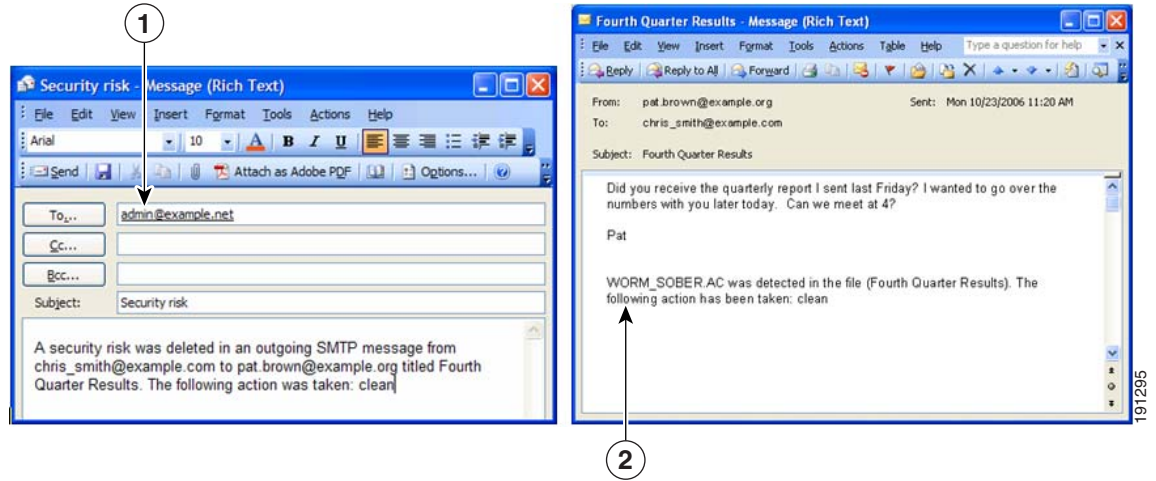 1
Security risk - Message (Rich Text)
File Edit View Insert Format Tools Actions Help
Arial 10 A B I U
Send Attach as Adobe PDF Options...
To... admin@example.net
Cc...
Bcc...
Subject: Security risk
A security risk was deleted in an outgoing SMTP message from
chris_smith@example.com to pat.brown@example.org titled Fourth
Quarter Results. The following action was taken: clean
Fourth Quarter Results - Message (Rich Text)
File Edit View Insert Format Tools Actions Table Help Type a question for help
Reply Reply to All Forward
From: pat.brown@example.org Sent: Mon 10/23/2006 11:20 AM
To: chris_smith@example.com
Subject: Fourth Quarter Results
Did you receive the quarterly report I sent last Friday? I wanted to go over the
numbers with you later today. Can we meet at 4?
Pat
WORM_SOBER.AC was detected in the file (Fourth Quarter Results). The
following action has been taken: clean
2
191295